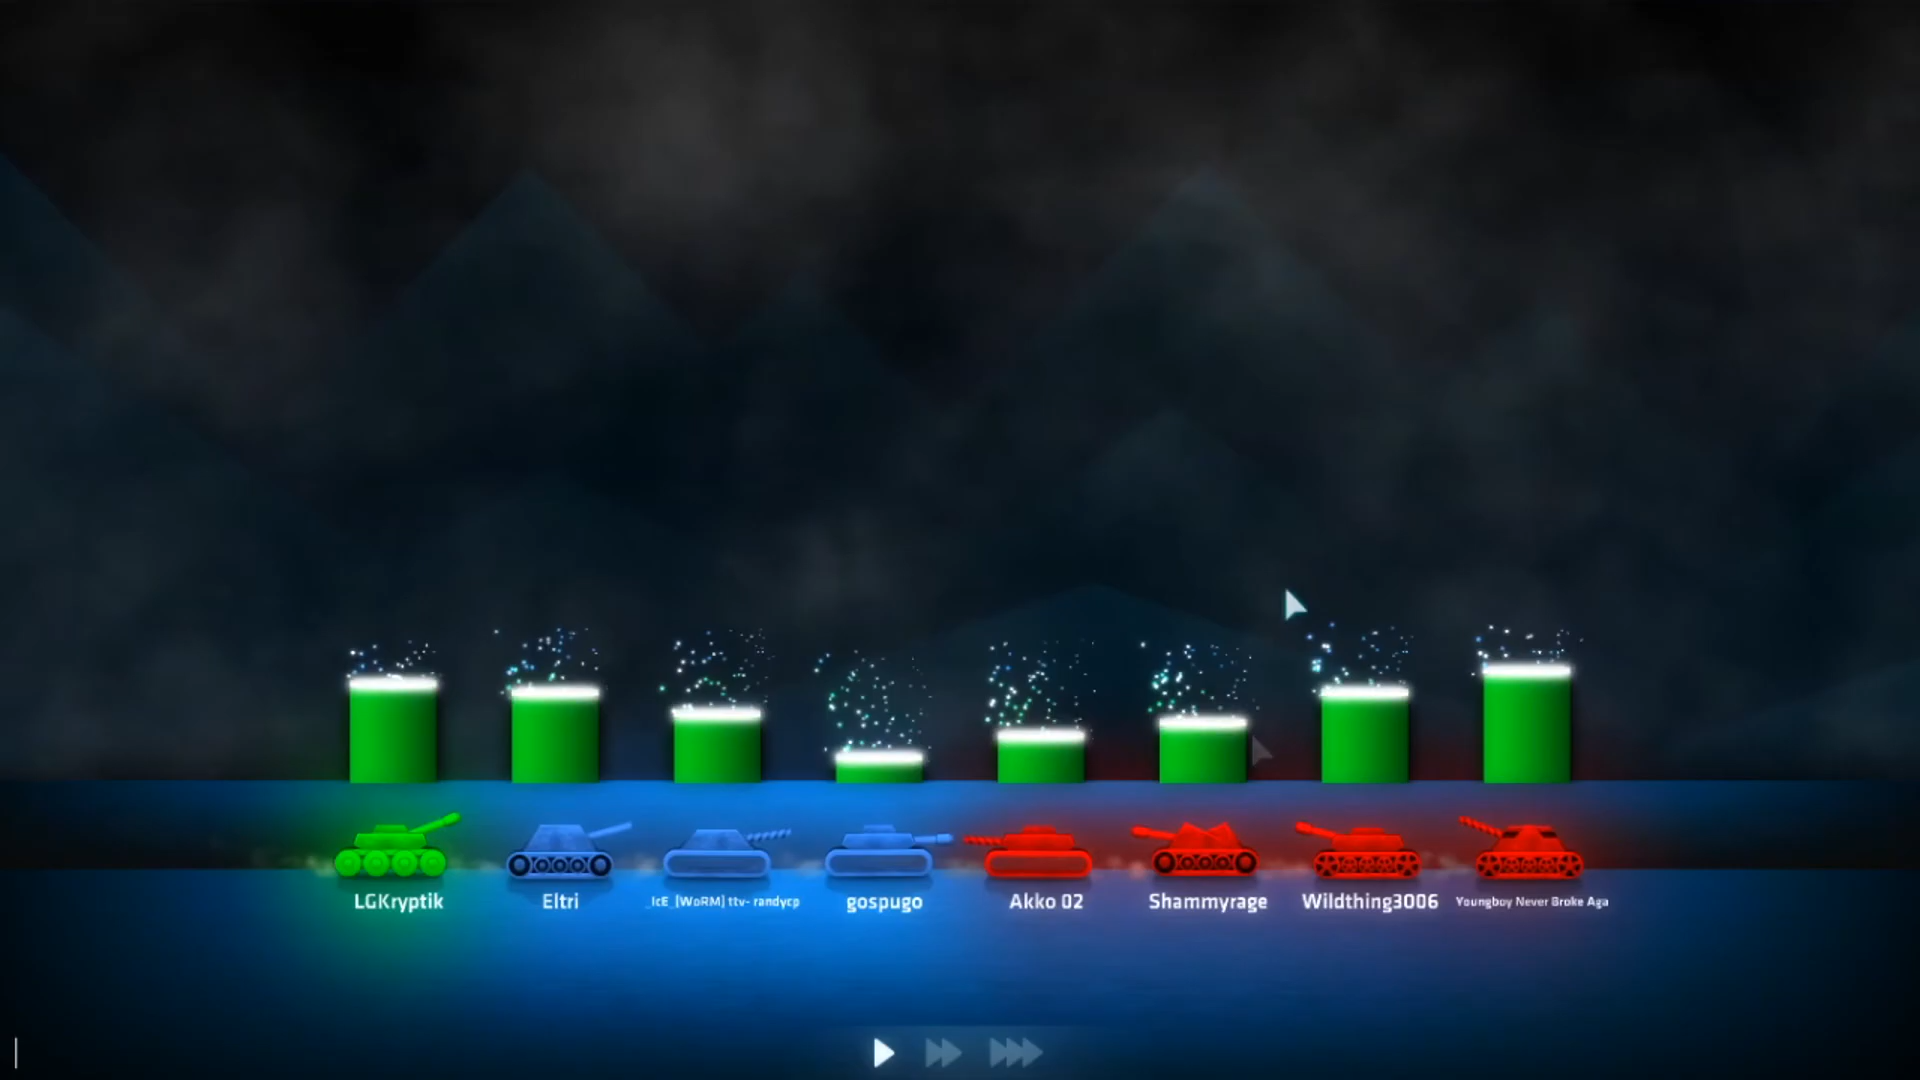 LGKryptik
Eltri
_IcE_[WoRM] ttv- randycp
gospugo
Akko 02
Shammyrage
Wildthing3006
Youngboy Never Broke Aga